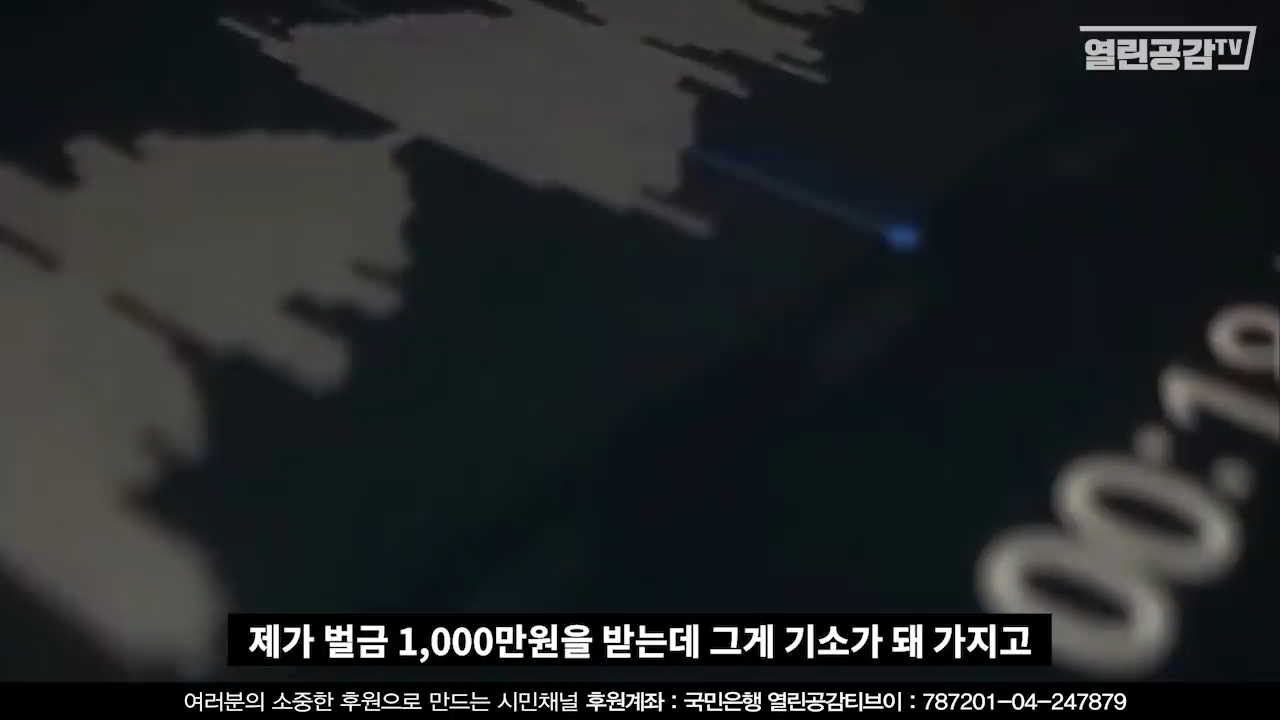 열린공감TV
00:18
제가 벌금 1,000만원을 받는데 그게 기소가 돼 가지고
여러분의 소중한 후원으로 만드는 시민채널 후원계좌 : 국민은행 열린공감티브이 : 787201-04-247879